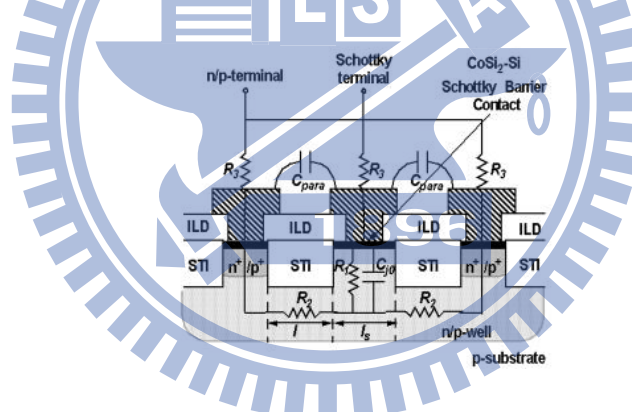 E S A
Schottky
terminal
n/p-terminal
CoSi2-Si
Schottky Barrier
Contact
R3 Cpara R3 Cpara R3
ILD ILD ILD ILD
1896
STI n+ /p+ STI R1 Cj0 STI n+ /p+ STI
R2 R2
l ls
n/p-well
p-substrate